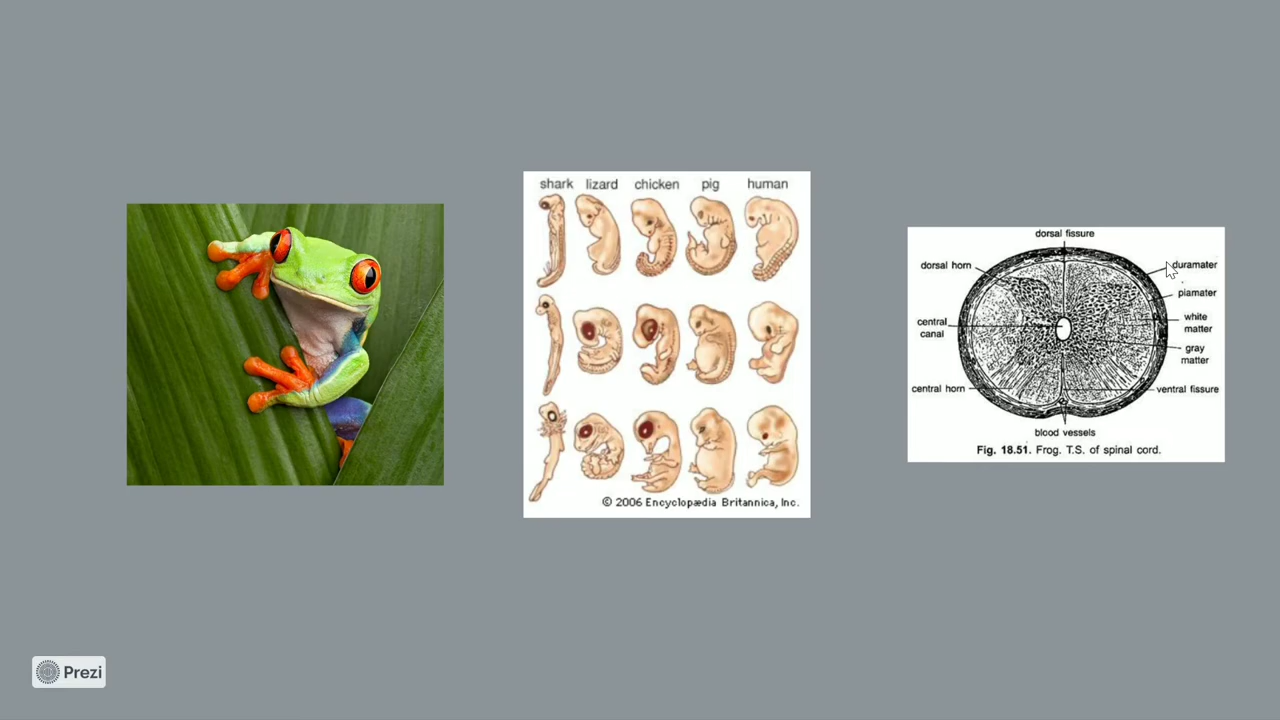 shark lizard chicken pig human
© 2006 Encyclopædia Britannica, Inc.
dorsal fissure
dorsal horn
duramater
piamater
central
canal
white
matter
gray
matter
central horn
ventral fissure
blood vessels
Fig. 18.51. Frog. T.S. of spinal cord.
Prezi